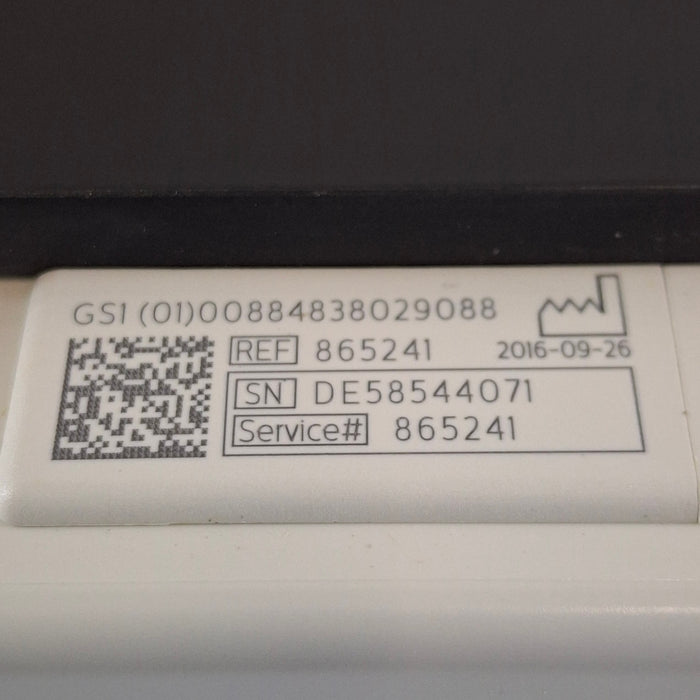 GS1 (01)00884838029088
REF 865241
2016-09-26
SN DE58544071
Service# 865241